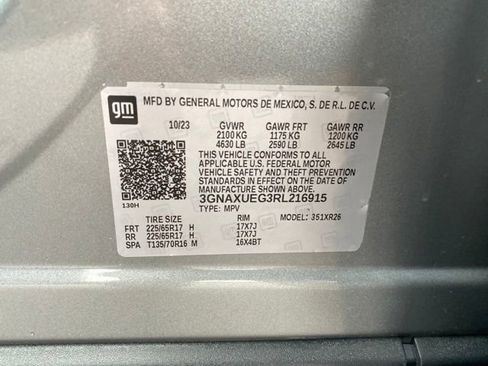 gm
MFD BY GENERAL MOTORS DE MEXICO, S. DE R.L. DE C.V.
10/23 GVWR GAWR FRT GAWR RR
2100 KG 1175 KG 1200 KG
4630 LB 2590 LB 2645 LB
THIS VEHICLE CONFORMS TO ALL
APPLICABLE U.S. FEDERAL MOTOR
VEHICLE SAFETY AND THEFT PREVENTION
STANDARDS IN EFFECT ON THE DATE OF
MANUFACTURE SHOWN ABOVE.
3GNAXUEG3RL216915
130H TYPE: MPV MODEL: 351XR26
TIRE SIZE RIM
FRT 225/65R17 H 17X7J
RR 225/65R17 H 17X7J
SPA T135/70R16 M 16X4BT